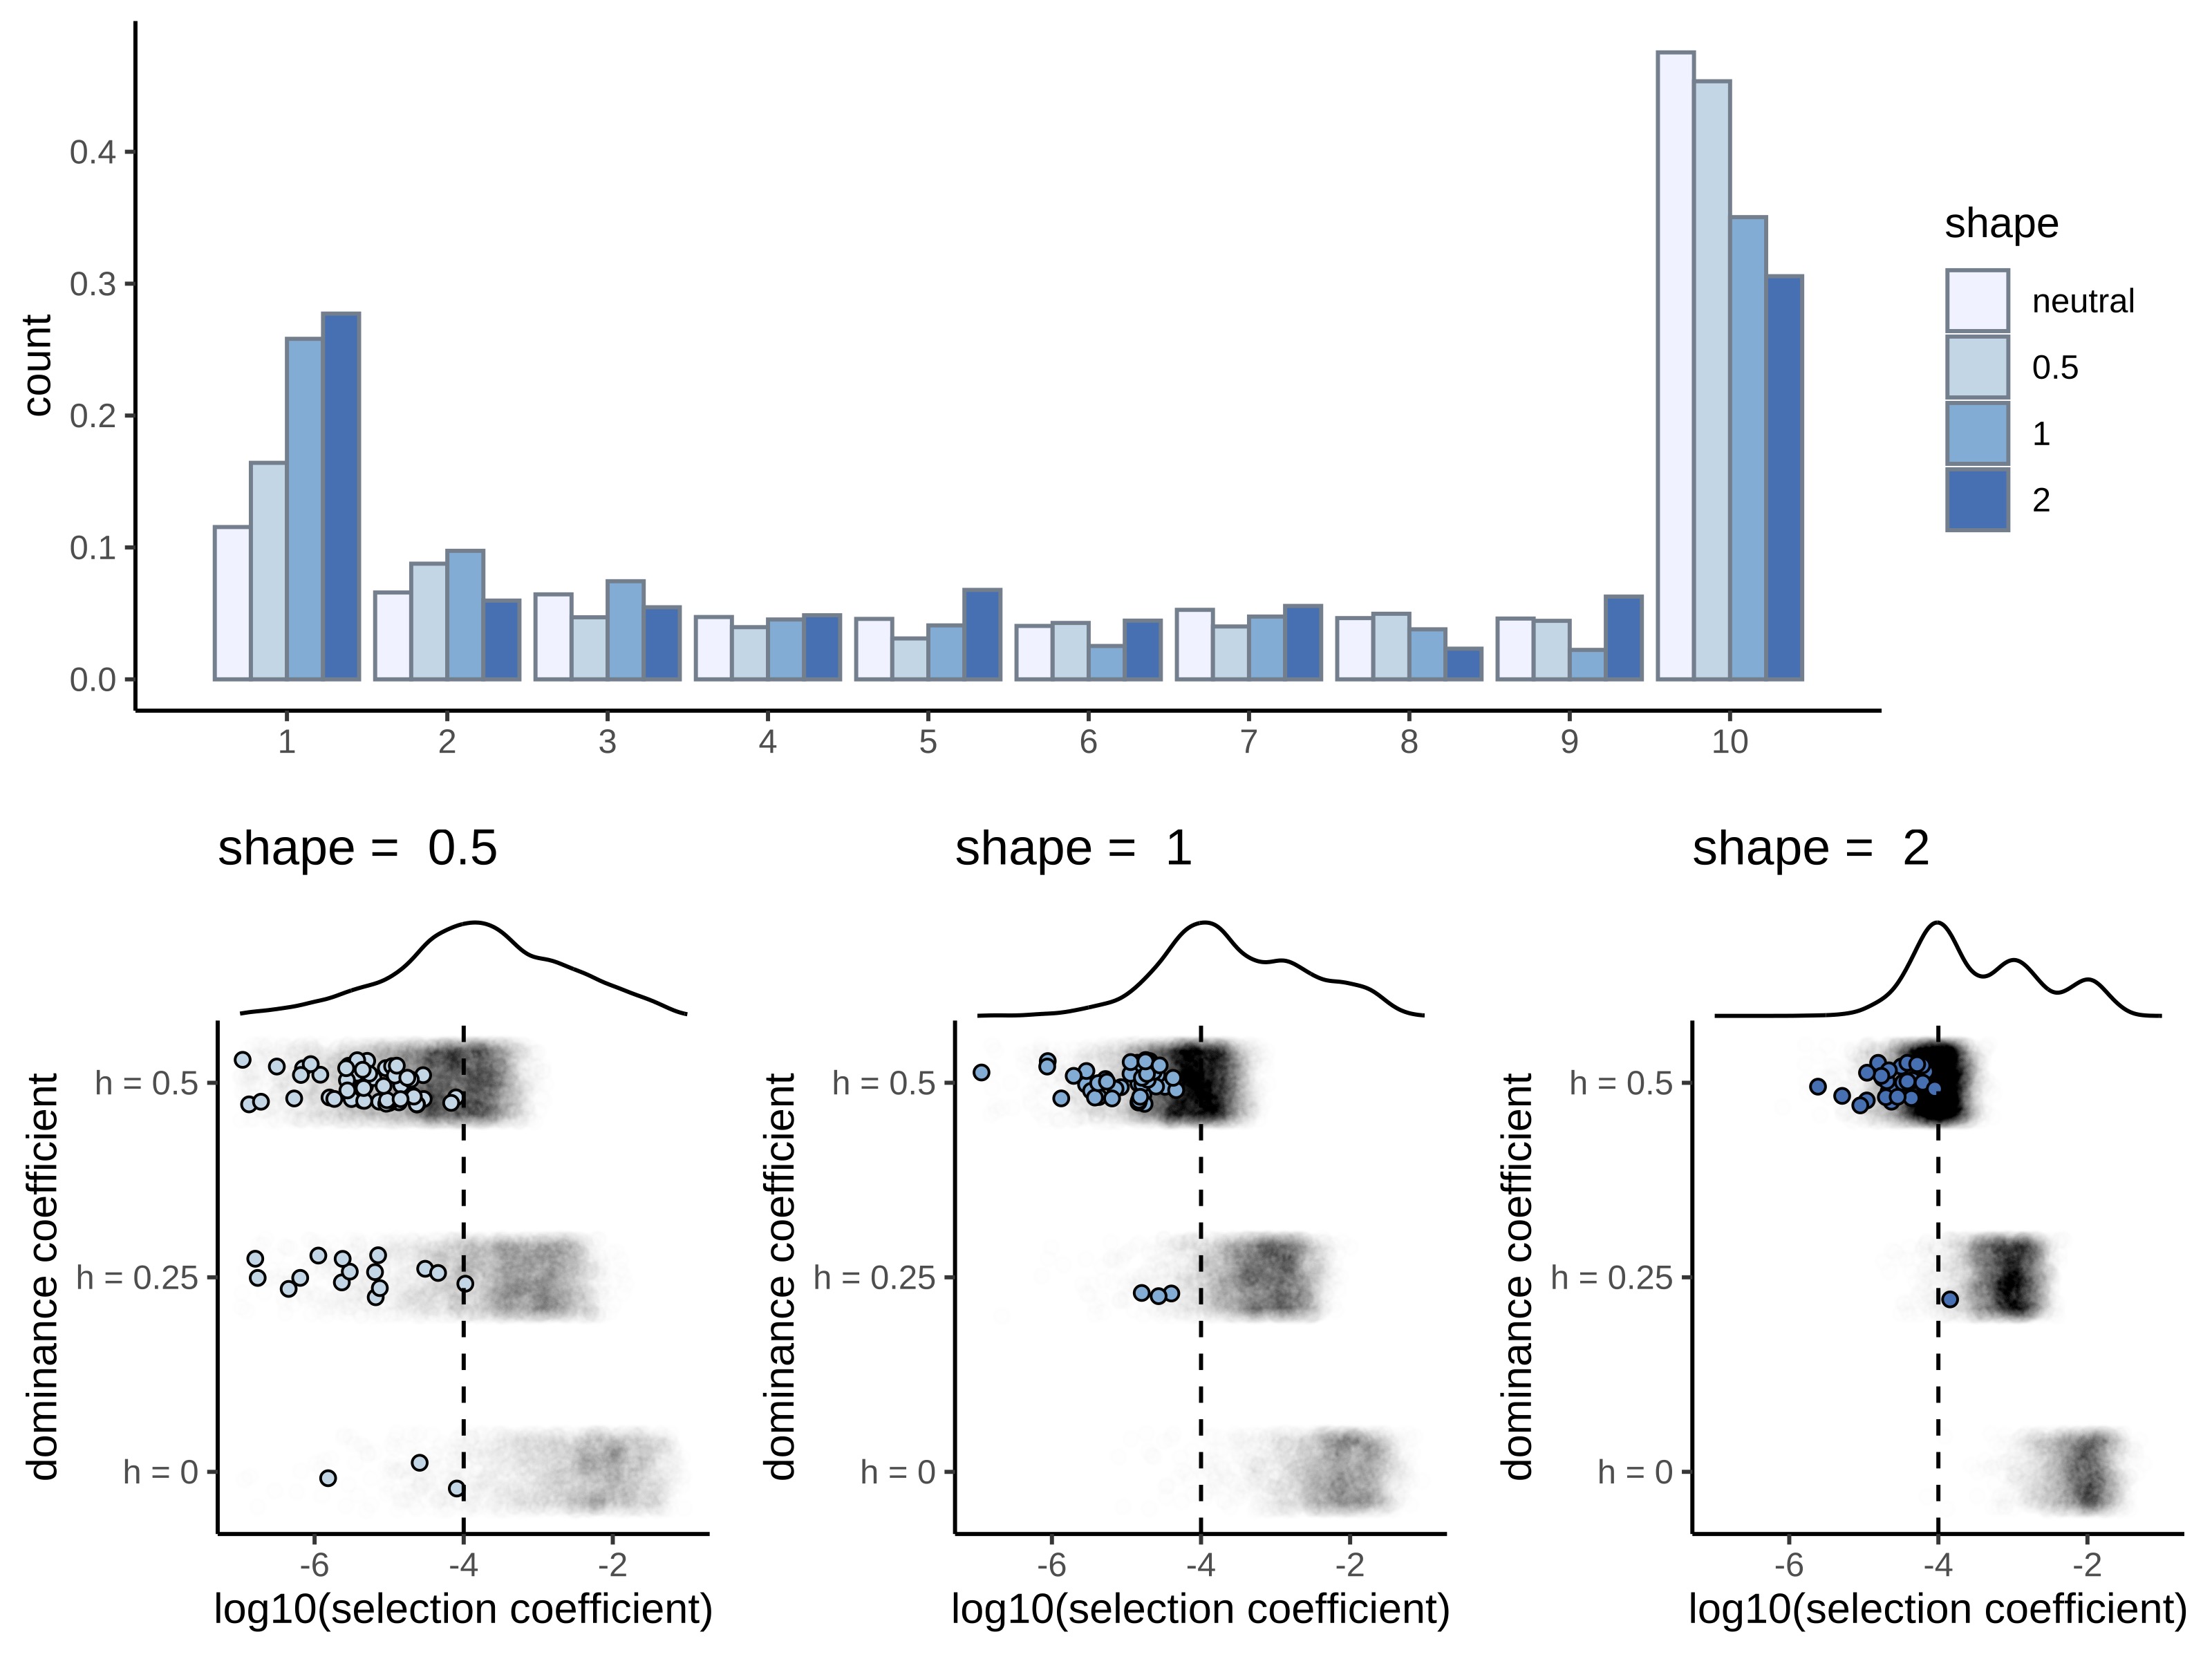 count
0.4
0.3
0.2
0.1
0.0
1 2 3 4 5 6 7 8 9 10
shape
neutral
0.5
1
2
shape = 0.5
dominance coefficient
h = 0.5
h = 0.25
h = 0
-6 -4 -2
log10(selection coefficient)
shape = 1
dominance coefficient
h = 0.5
h = 0.25
h = 0
-6 -4 -2
log10(selection coefficient)
shape = 2
dominance coefficient
h = 0.5
h = 0.25
h = 0
-6 -4 -2
log10(selection coefficient)